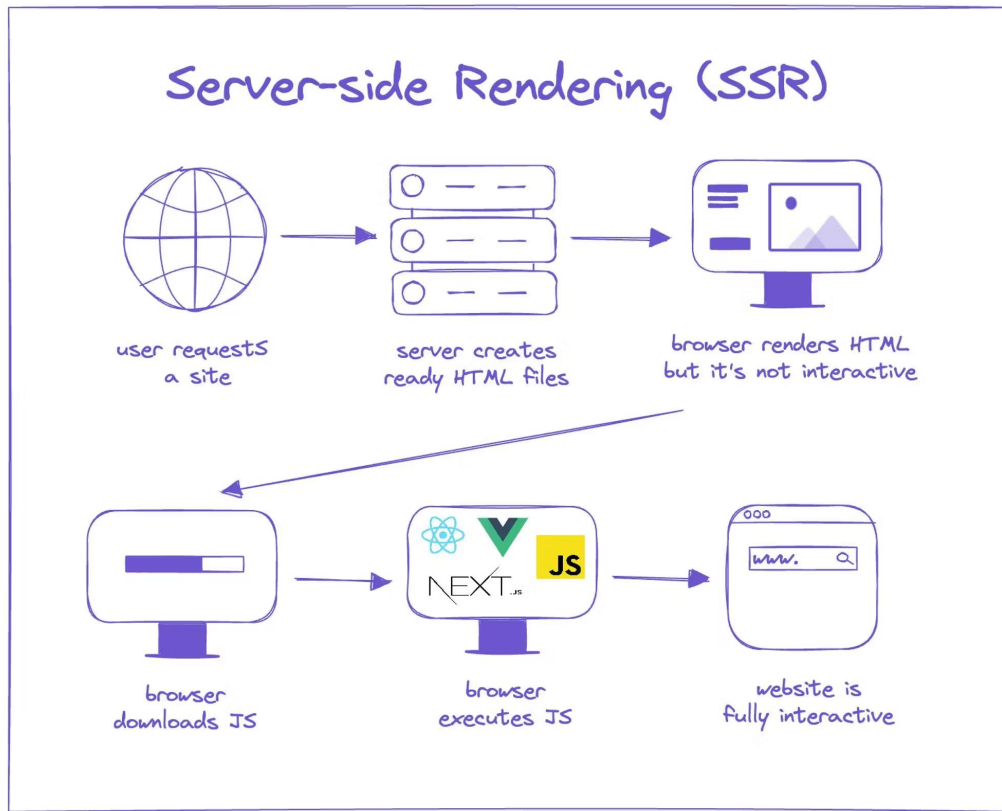 Server-side Rendering (SSR)
user requests
a site
server creates
ready HTML files
browser renders HTML
but it's not interactive
JS
NEXT.JS
www.
browser
downloads JS
browser
executes JS
website is
fully interactive